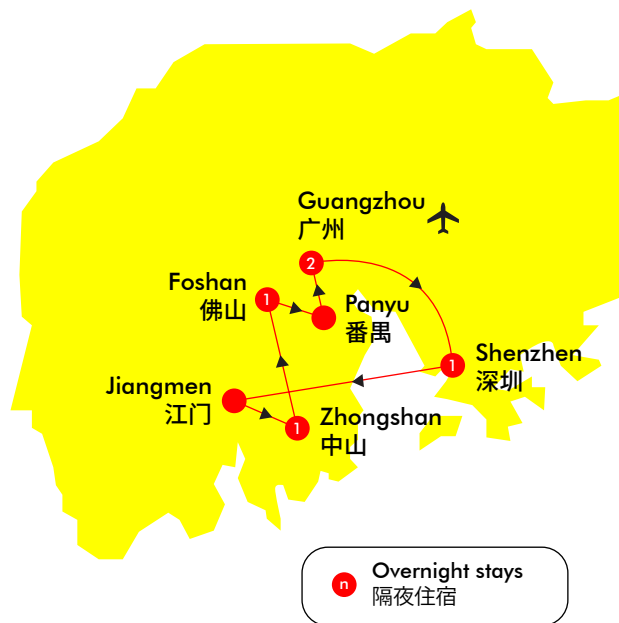 Guangzhou
广州
2
Foshan
佛山
1
Panyu
番禺
Shenzhen
深圳
1
Jiangmen
江门
Zhongshan
中山
1
n
Overnight stays
隔夜住宿